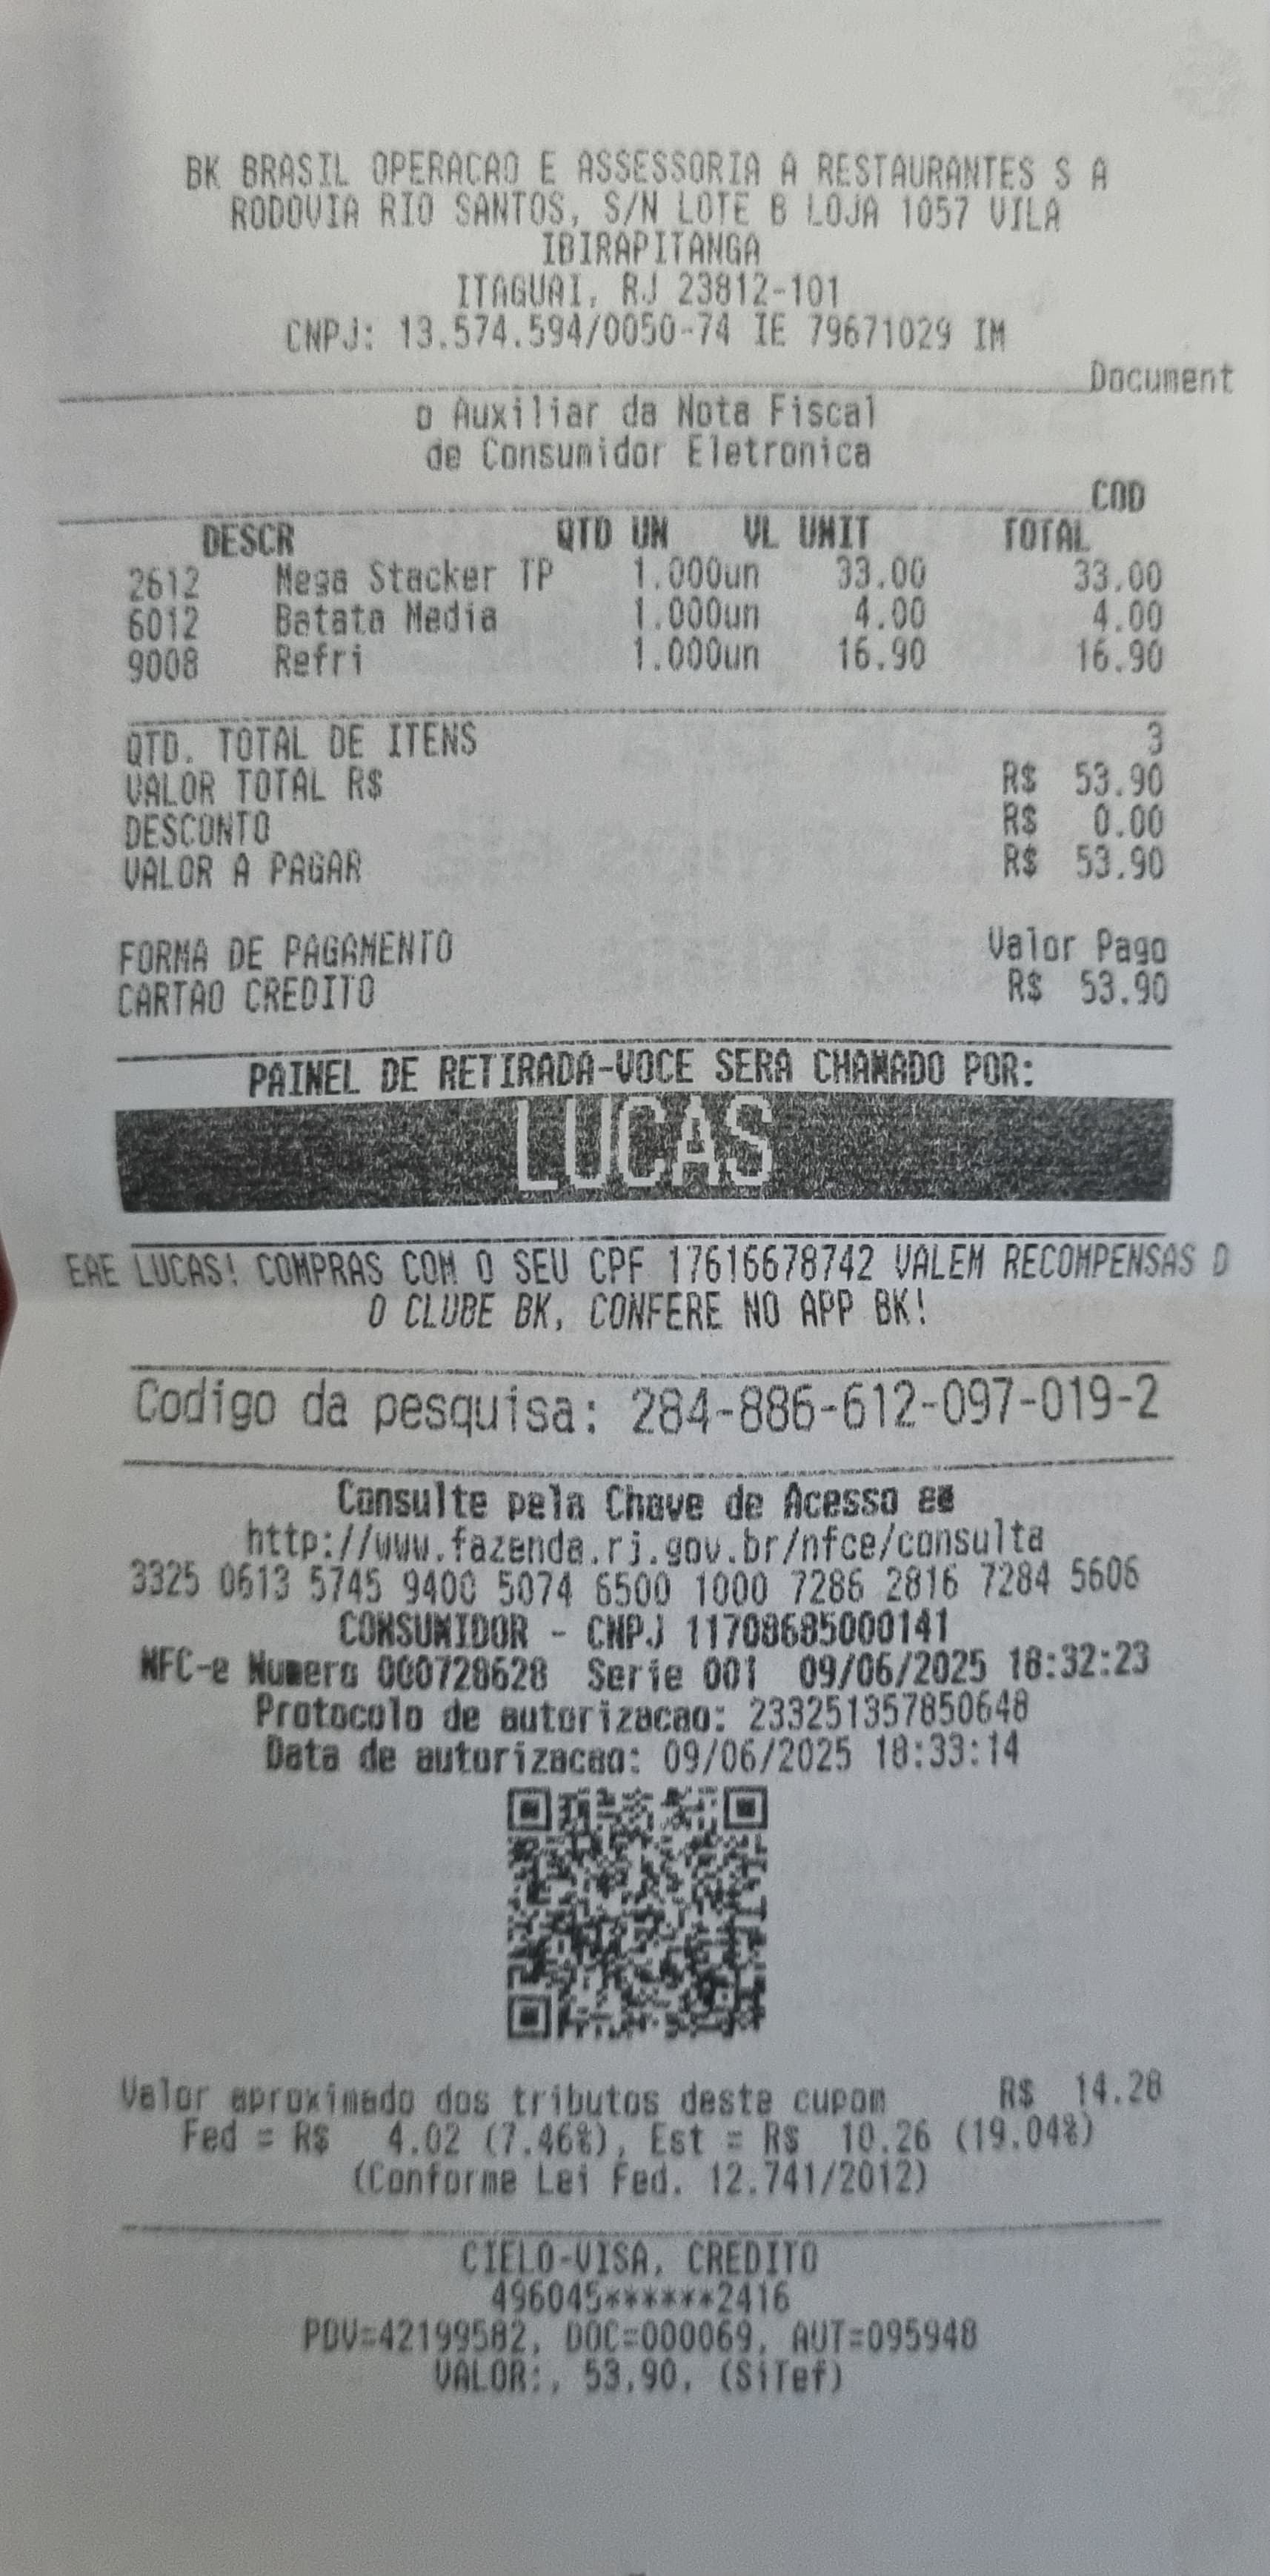 BK BRASIL OPERACAO E ASSESSORIA A RESTAURANTES S A
RODOVIA RIO SANTOS, S/N LOTE B LOJA 1057 VILA
IBIRAPITANGA
ITAGUAI, RJ 23812-101
CNPJ: 13.574.594/0050-74 IE 79671029 IM
Document
o Auxiliar da Nota Fiscal
de Consumidor Eletronica
COD
DESCR QTD UN VL UNIT TOTAL
2612 Mega Stacker TP 1.000un 33.00 33.00
6012 Batata Media 1.000un 4.00 4.00
9008 Refri 1.000un 16.90 16.90
QTD. TOTAL DE ITENS 3
VALOR TOTAL R$ R$ 53.90
DESCONTO R$ 0.00
VALOR A PAGAR R$ 53.90
FORMA DE PAGAMENTO Valor Pago
CARTAO CREDITO R$ 53.90
PAINEL DE RETIRADA-VOCE SERA CHAMADO POR:
LUCAS
EAE LUCAS! COMPRAS COM O SEU CPF 17616678742 VALEM RECOMPENSAS D
O CLUBE BK, CONFERE NO APP BK!
Codigo da pesquisa: 284-886-612-097-019-2
Consulte pela Chave de Acesso
http://www.fazenda.rj.gov.br/nfce/consulta
3325 0613 5745 9400 5074 6500 1000 7286 2816 7284 5606
CONSUMIDOR - CNPJ 11708685000141
NFC-e Numero 000728628 Serie 001 09/06/2025 18:32:23
Protocolo de autorizacao: 233251357850648
Data de autorizacao: 09/06/2025 18:33:14
Valor aproximado dos tributos deste cupom R$ 14.28
Fed = R$ 4.02 (7.46%), Est = R$ 10.26 (19.04%)
(Conforme Lei Fed. 12.741/2012)
CIELO-VISA, CREDITO
496045******2416
PDV=42199582, DOC=000069, AUT=095948
VALOR:, 53,90, (SiTef)